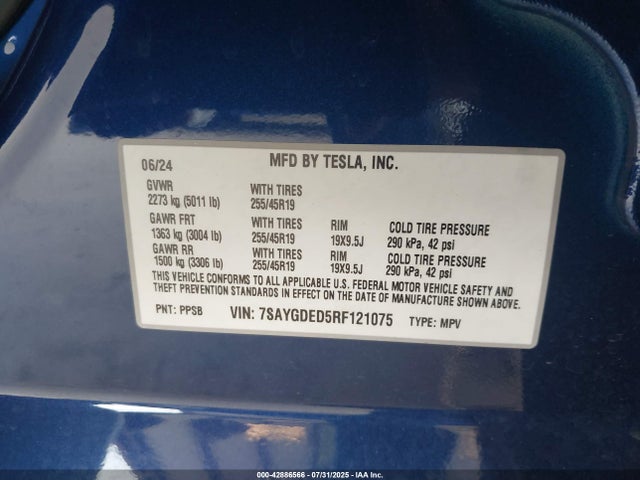 06/24 MFD BY TESLA, INC.
GVWR WITH TIRES
2273 kg (5011 lb) 255/45R19
GAWR FRT WITH TIRES RIM COLD TIRE PRESSURE
1363 kg (3004 lb) 255/45R19 19X9.5J 290 kPa, 42 psi
GAWR RR WITH TIRES RIM COLD TIRE PRESSURE
1500 kg (3306 lb) 255/45R19 19X9.5J 290 kPa, 42 psi
THIS VEHICLE CONFORMS TO ALL APPLICABLE U.S. FEDERAL MOTOR VEHICLE SAFETY AND
THEFT PREVENTION STANDARDS IN EFFECT ON THE DATE OF MANUFACTURE SHOWN ABOVE.
PNT: PPSB VIN: 7SAYGDED5RF121075 TYPE: MPV
000-42886566 - 07/31/2025 - IAA Inc.